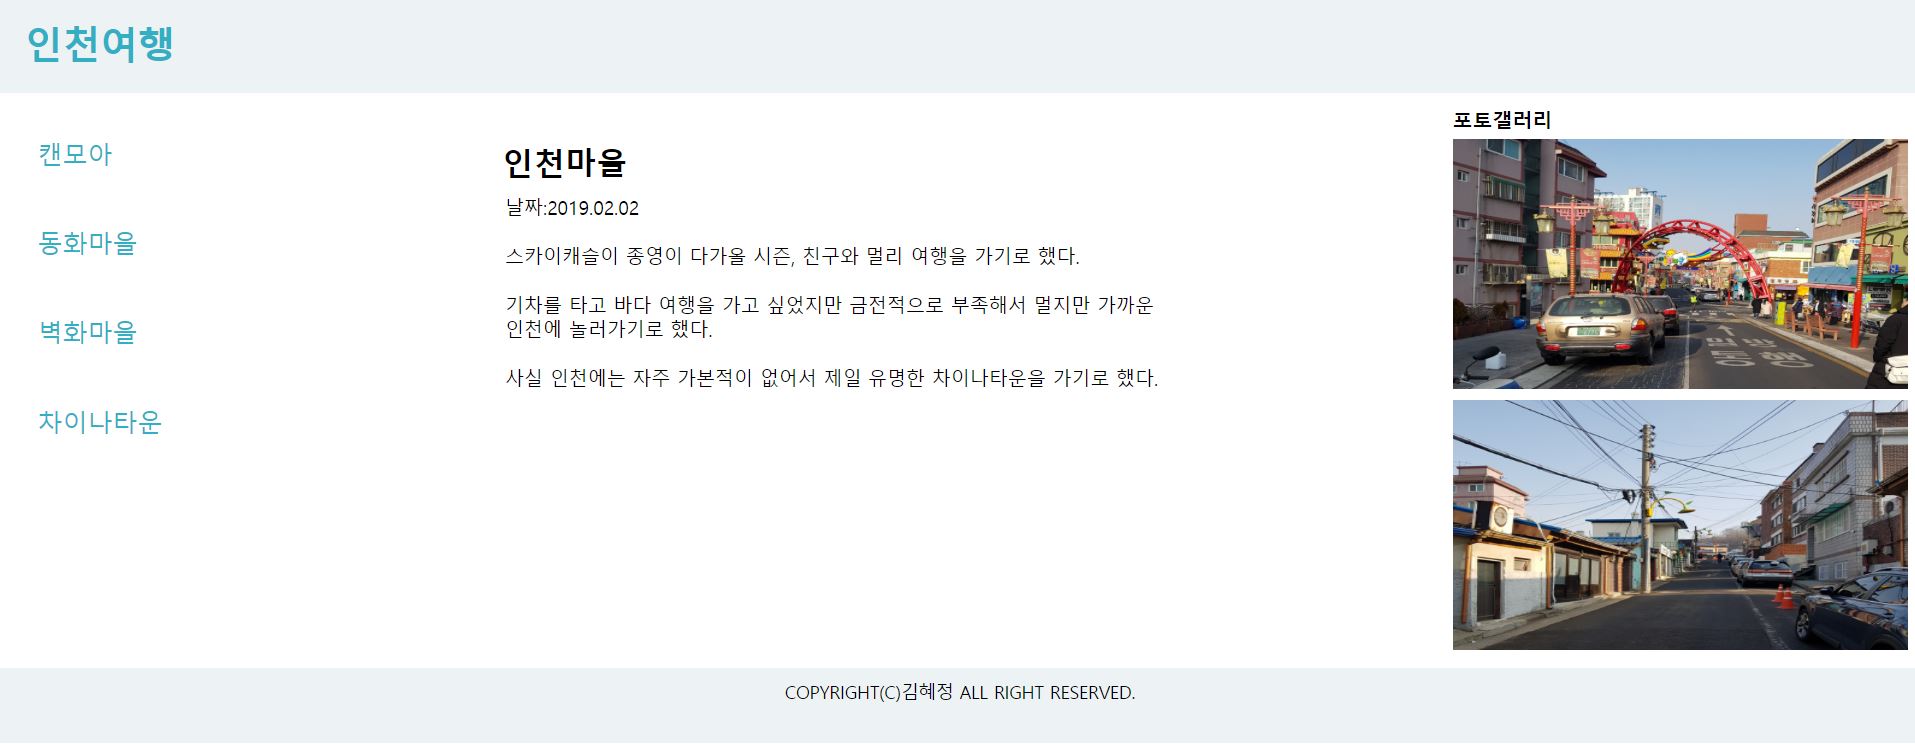 인천여행
캔모아
동화마을
벽화마을
차이나타운
인천마을
날짜:2019.02.02
스카이캐슬이 종영이 다가올 시즌, 친구와 멀리 여행을 가기로 했다.
기차를 타고 바다 여행을 가고 싶었지만 금전적으로 부족해서 멀지만 가까운
인천에 놀러가기로 했다.
사실 인천에는 자주 가본적이 없어서 제일 유명한 차이나타운을 가기로 했다.
포토갤러리
COPYRIGHT(C)김혜정 ALL RIGHT RESERVED.